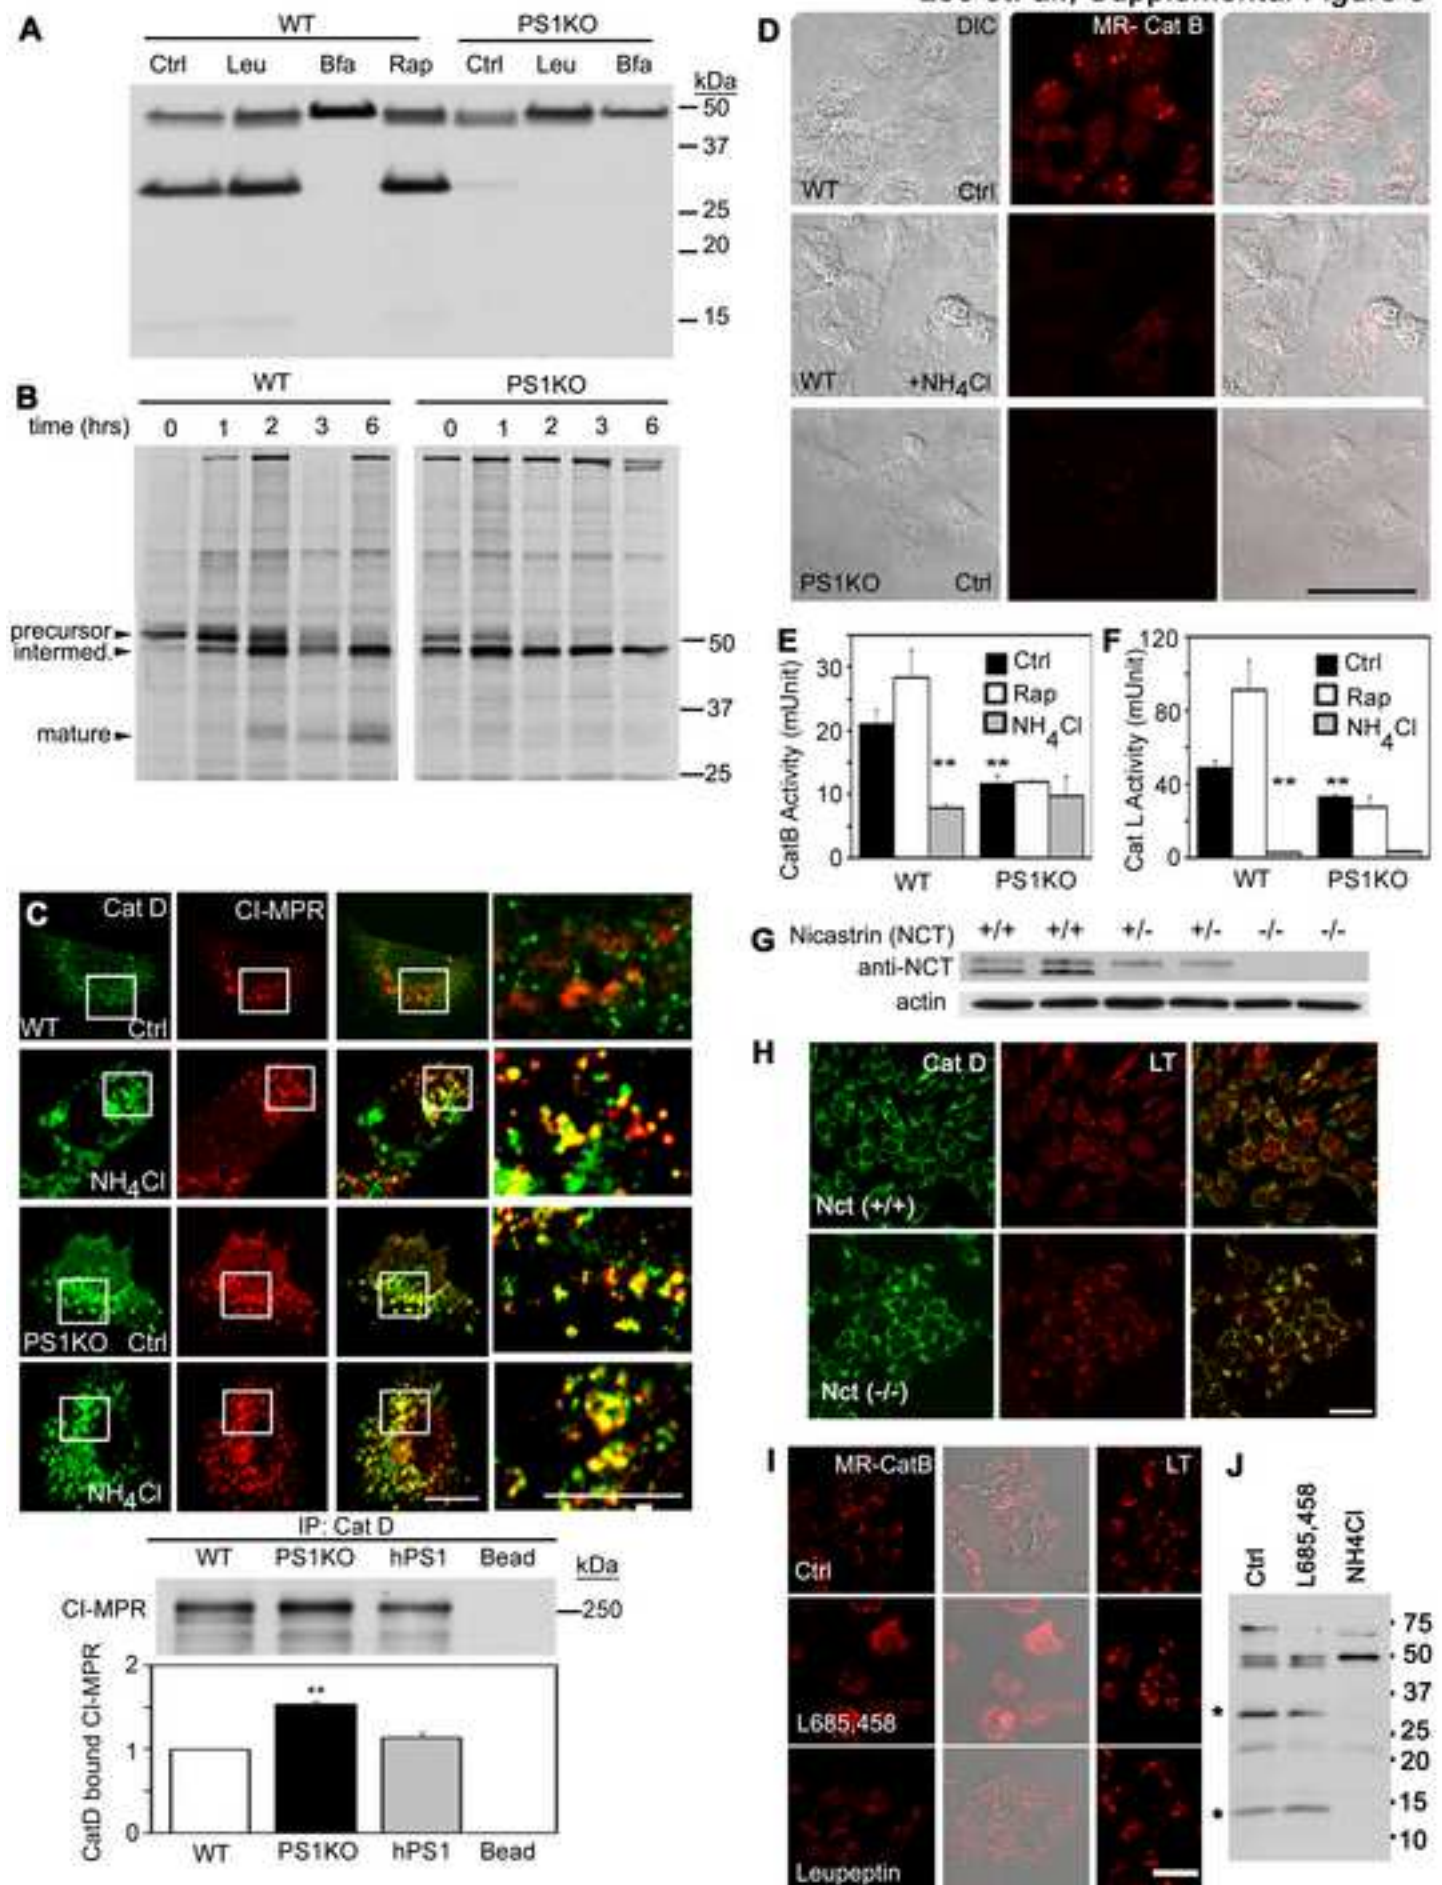 A
WT PS1KO
Ctrl Leu Bfa Rap Ctrl Leu Bfa
kDa
50
37
25
20
15
B
WT PS1KO
time (hrs) 0 1 2 3 6 0 1 2 3 6
precursor
intermed.
mature
50
37
25
C
Cat D CI-MPR
WT Ctrl
NH4Cl
PS1KO Ctrl
NH4Cl
IP: Cat D
WT PS1KO hPS1 Bead
kDa
CI-MPR
250
CatD bound CI-MPR
2
1
0
**
WT PS1KO hPS1 Bead
D
DIC MR- Cat B
WT Ctrl
WT +NH4Cl
PS1KO Ctrl
E
CatB Activity (mUnit)
30
20
10
0
Ctrl
Rap
NH4Cl
** **
WT PS1KO
F
Cat L Activity (mUnit)
120
80
40
0
Ctrl
Rap
NH4Cl
** **
WT PS1KO
G
Nicastrin (NCT) +/+ +/+ +/- +/- -/- -/-
anti-NCT
actin
H
Cat D LT
Nct (+/+)
Nct (-/-)
I
MR-CatB LT
Ctrl
L685,458
Leupeptin
J
Ctrl L685,458 NH4Cl
75
50
37
25
20
15
10
*